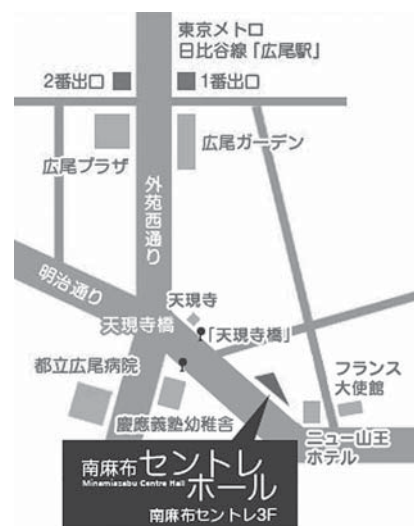 東京メトロ
日比谷線「広尾駅」
2番出口
1番出口
広尾プラザ
広尾ガーデン
外苑西通り
明治通り
天現寺
天現寺橋
「天現寺橋」
都立広尾病院
フランス
大使館
慶應義塾幼稚舎
ニュー山王
ホテル
南麻布セントレ
Minamiazabu Centre Hall
ホール
南麻布セントレ3F